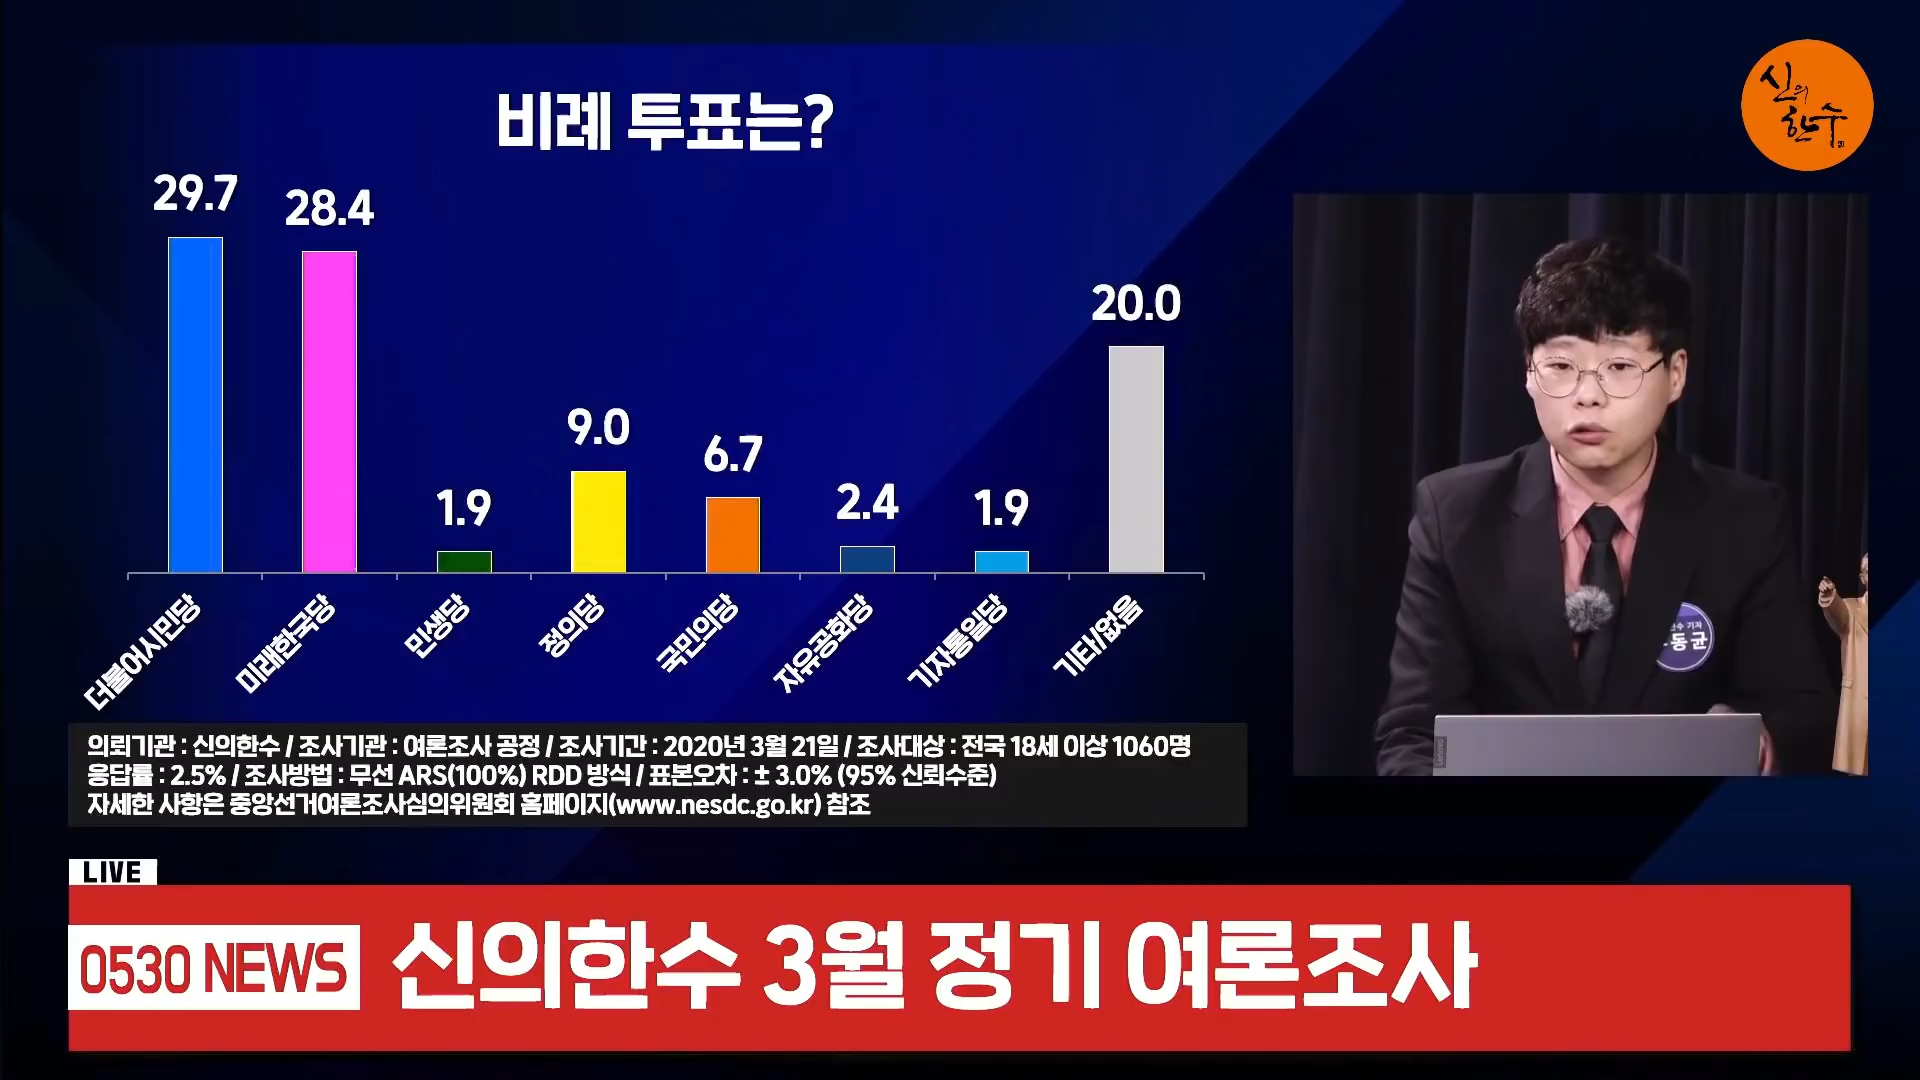 비례 투표는?
29.7
28.4
1.9
9.0
6.7
2.4
1.9
20.0
더불어시민당
미래한국당
민생당
정의당
국민의당
자유공화당
기자통일당
기타/없음
의뢰기관 : 신의한수 / 조사기관 : 여론조사 공정 / 조사기간 : 2020년 3월 21일 / 조사대상 : 전국 18세 이상 1060명
응답률 : 2.5% / 조사방법 : 무선 ARS(100%) RDD 방식 / 표본오차 : ± 3.0% (95% 신뢰수준)
자세한 사항은 중앙선거여론조사심의위원회 홈페이지(www.nesdc.go.kr) 참조
신의
한수
기자
동균
Lenovo
LIVE
0530 NEWS
신의한수 3월 정기 여론조사